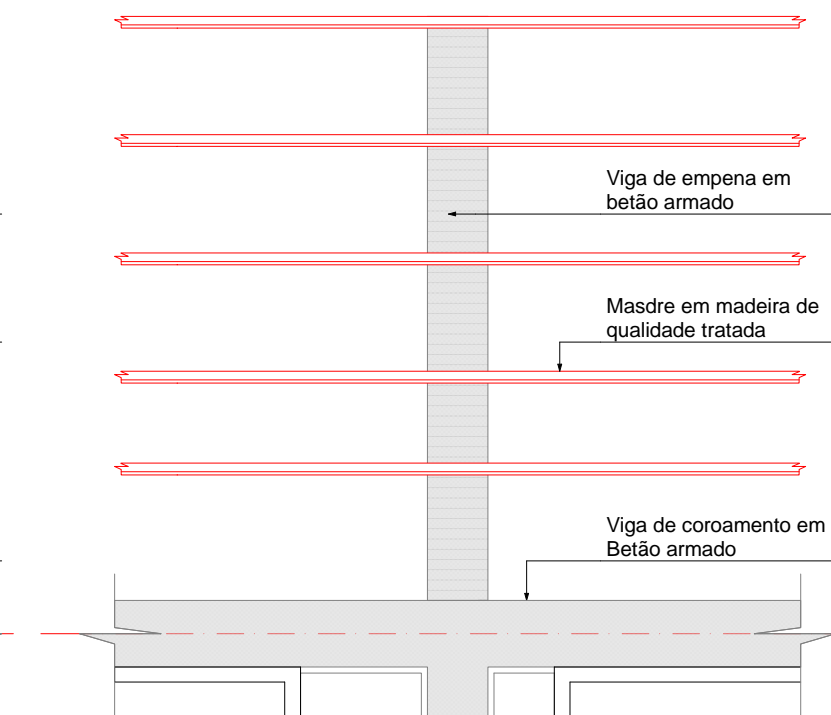 Viga de empena em
betão armado
Masdre em madeira de
qualidade tratada
Viga de coroamento em
Betão armado